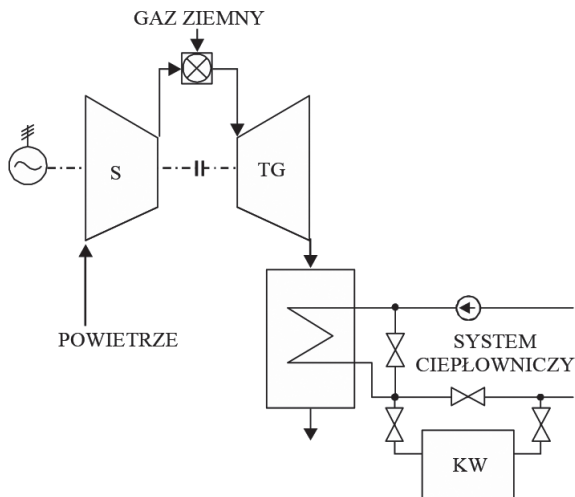 GAZ ZIEMNY
S
TG
POWIETRZE
SYSTEM
CIEPŁOWNICZY
KW